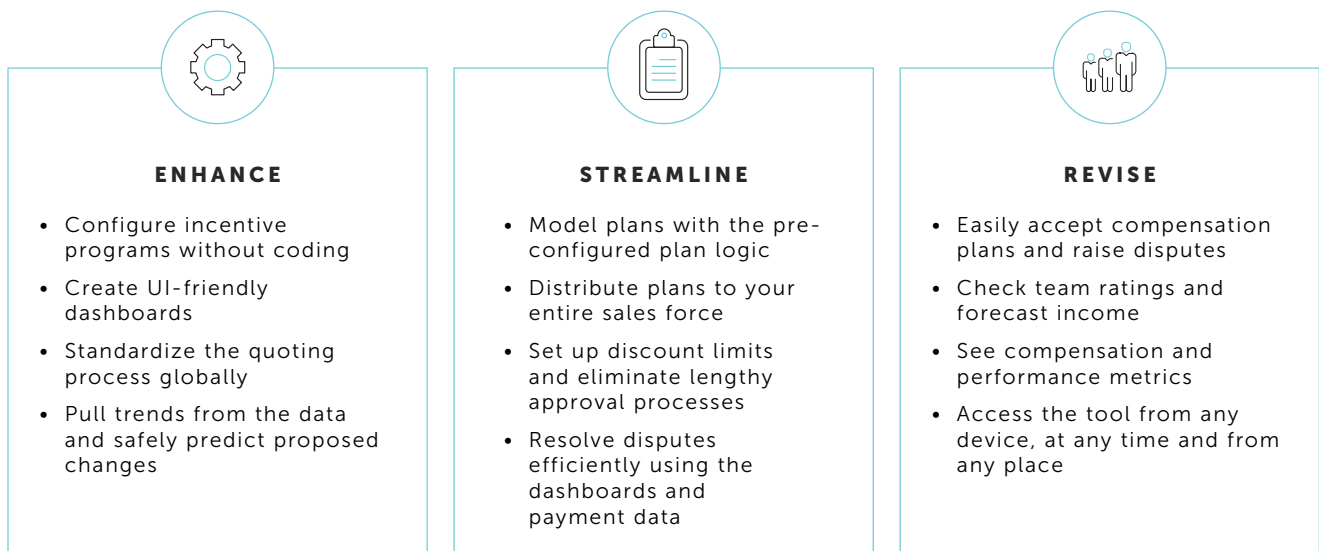 ENHANCE
• Configure incentive
programs without coding
• Create UI-friendly
dashboards
• Standardize the quoting
process globally
• Pull trends from the data
and safely predict proposed
changes
STREAMLINE
• Model plans with the pre-
configured plan logic
• Distribute plans to your
entire sales force
• Set up discount limits
and eliminate lengthy
approval processes
• Resolve disputes
efficiently using the
dashboards and
payment data
REVISE
• Easily accept compensation
plans and raise disputes
• Check team ratings and
forecast income
• See compensation and
performance metrics
• Access the tool from any
device, at any time and from
any place